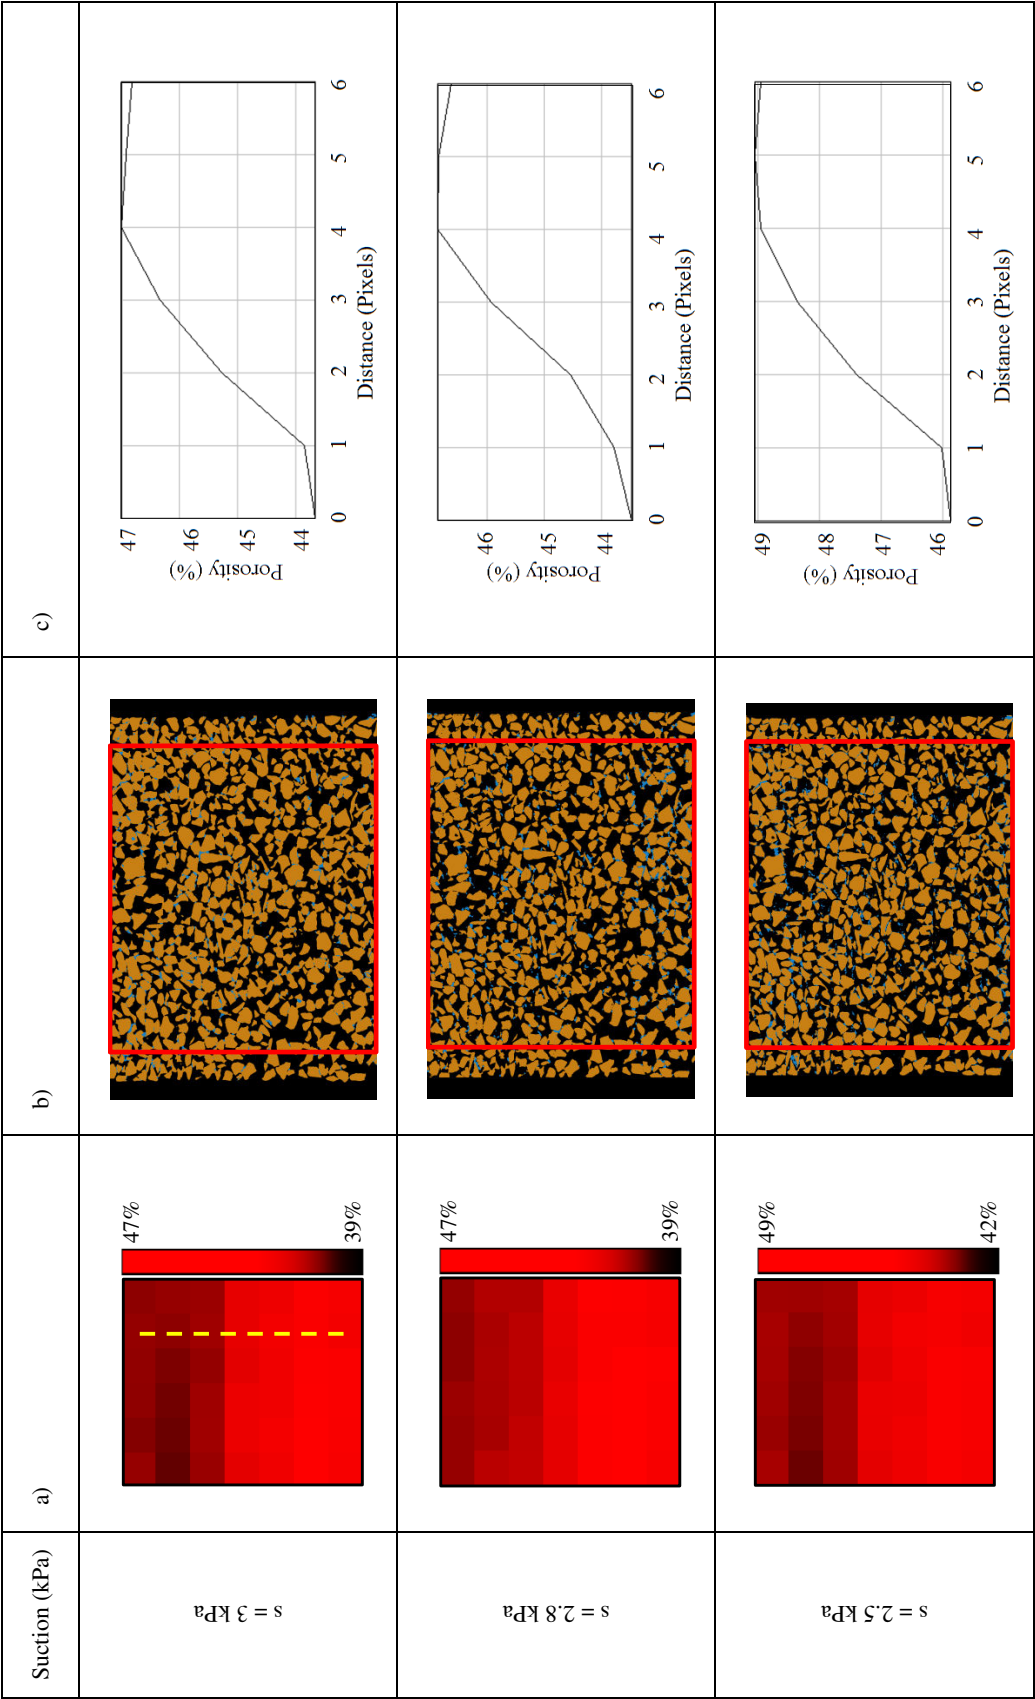 Suction (kPa)
a)
b)
c)
s = 3 kPa
47%
39%
Porosity (%)
47
46
45
44
0
1
2
3
4
5
6
Distance (Pixels)
s = 2.8 kPa
47%
39%
Porosity (%)
46
45
44
0
1
2
3
4
5
6
Distance (Pixels)
s = 2.5 kPa
49%
42%
Porosity (%)
49
48
47
46
0
1
2
3
4
5
6
Distance (Pixels)